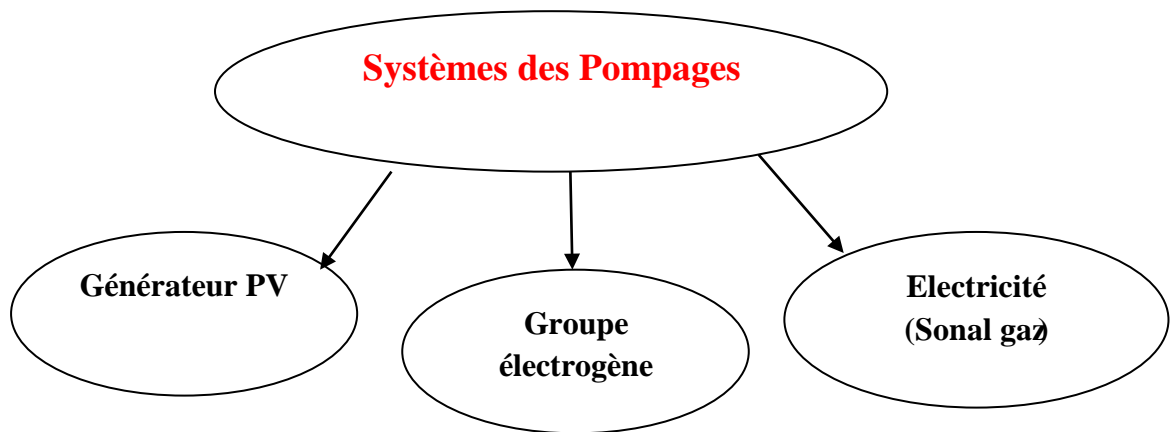 Systèmes des Pompages
Générateur PV
Groupe
électrogène
Electricité
(Sonal gaz)